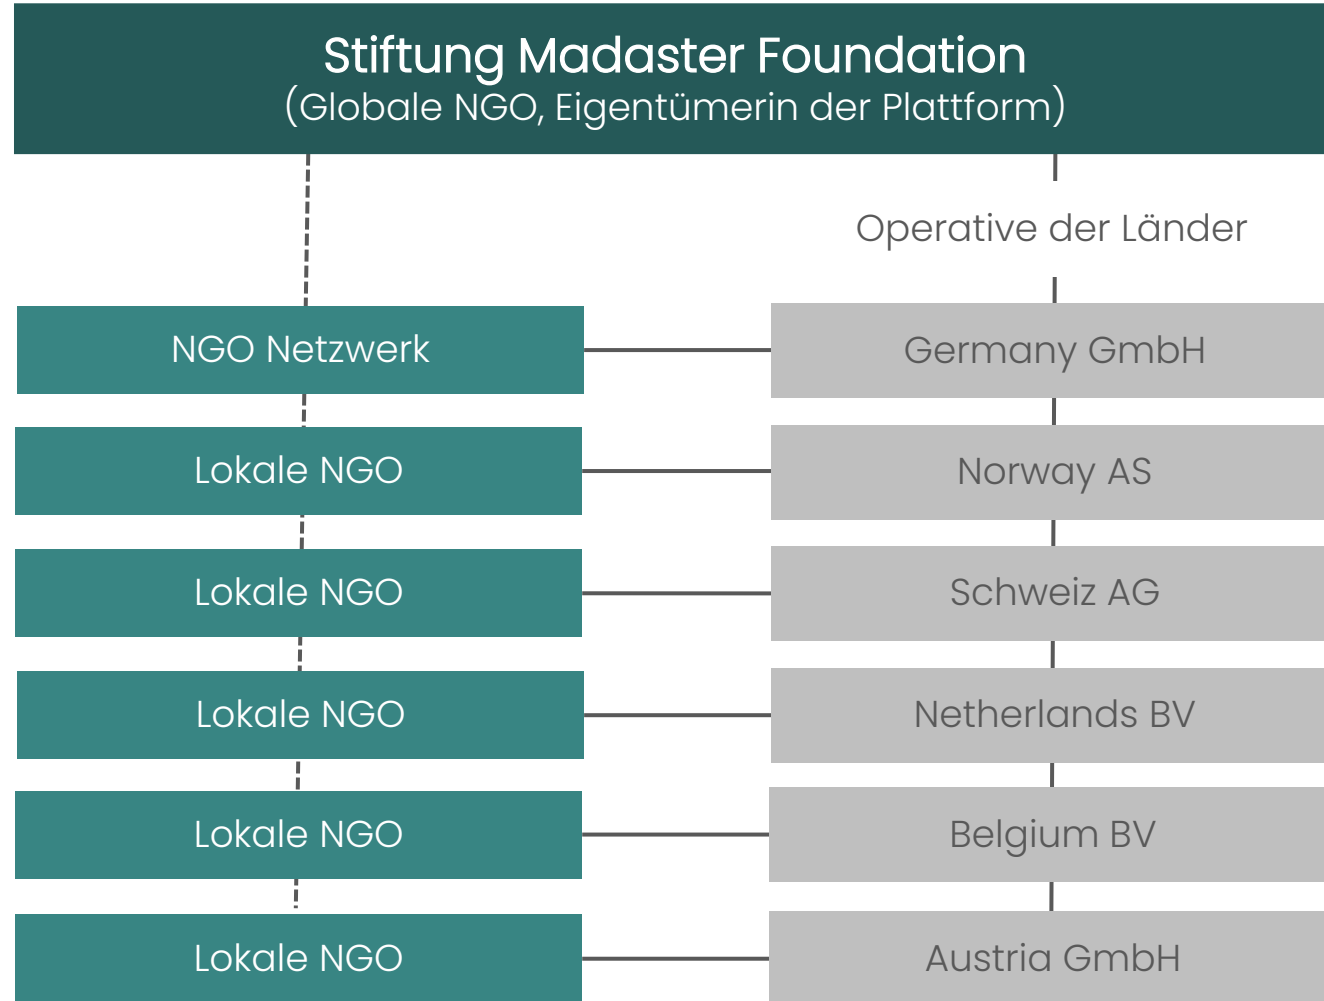 Stiftung Madaster Foundation
(Globale NGO, Eigentümerin der Plattform)
Operative der Länder
NGO Netzwerk
Germany GmbH
Lokale NGO
Norway AS
Lokale NGO
Schweiz AG
Lokale NGO
Netherlands BV
Lokale NGO
Belgium BV
Lokale NGO
Austria GmbH